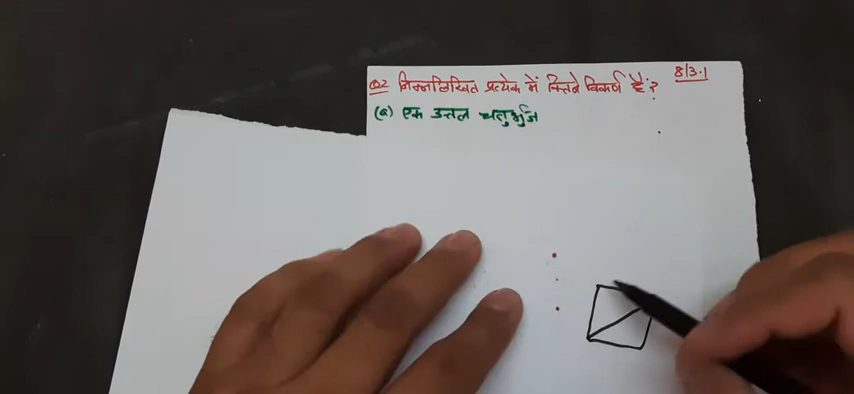 8/3.1
Q2 निम्नलिखित प्रत्येक में कितने विकर्ण हैं?
(a) एक उत्तल चतुर्भुज